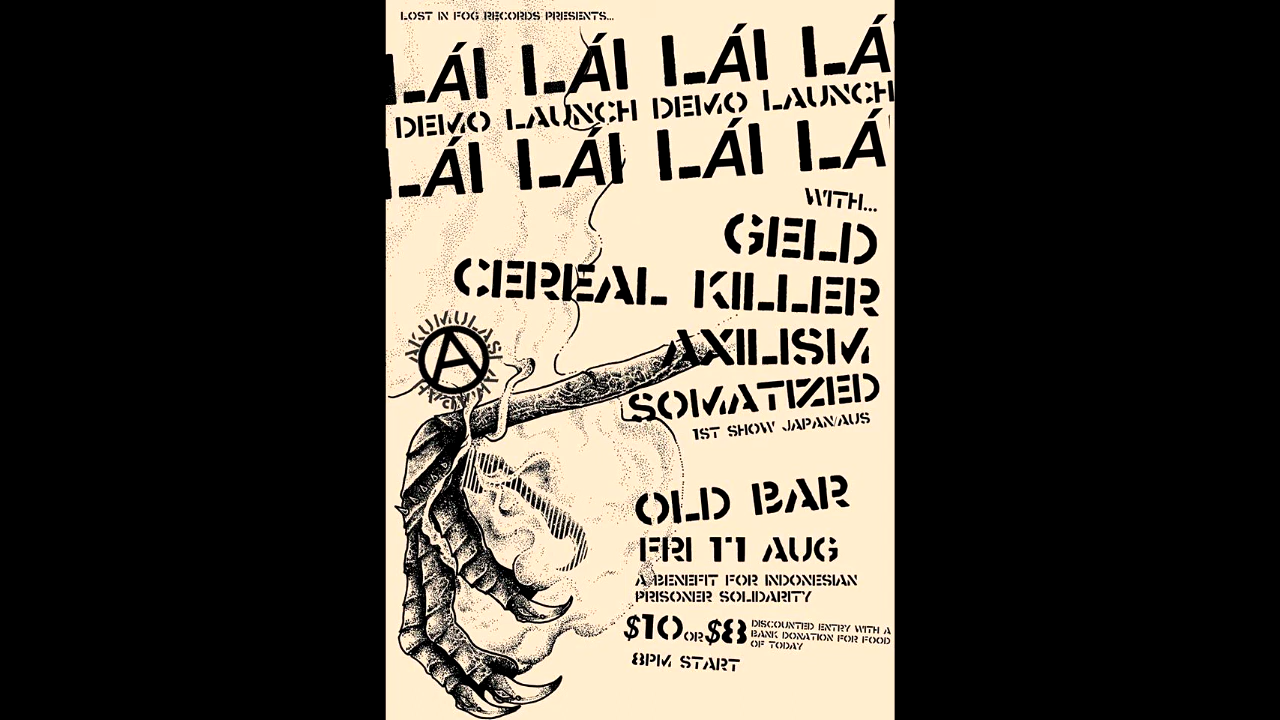 LOST IN FOG RECORDS PRESENTS...
LÁI LÁI LÁI LÁ
DEMO LAUNCH DEMO LAUNCH
LÁI LÁI LÁI LÁ
WITH...
GELD
CEREAL KILLER
AXILISM
SOMATIZED
1ST SHOW JAPAN/AUS
AKUMULASI
A
OLD BAR
FRI 11 AUG
A BENEFIT FOR INDONESIAN
PRISONER SOLIDARITY
$10 OR $8
DISCOUNTED ENTRY WITH A
BANK DONATION FOR FOOD
OF TODAY
8PM START